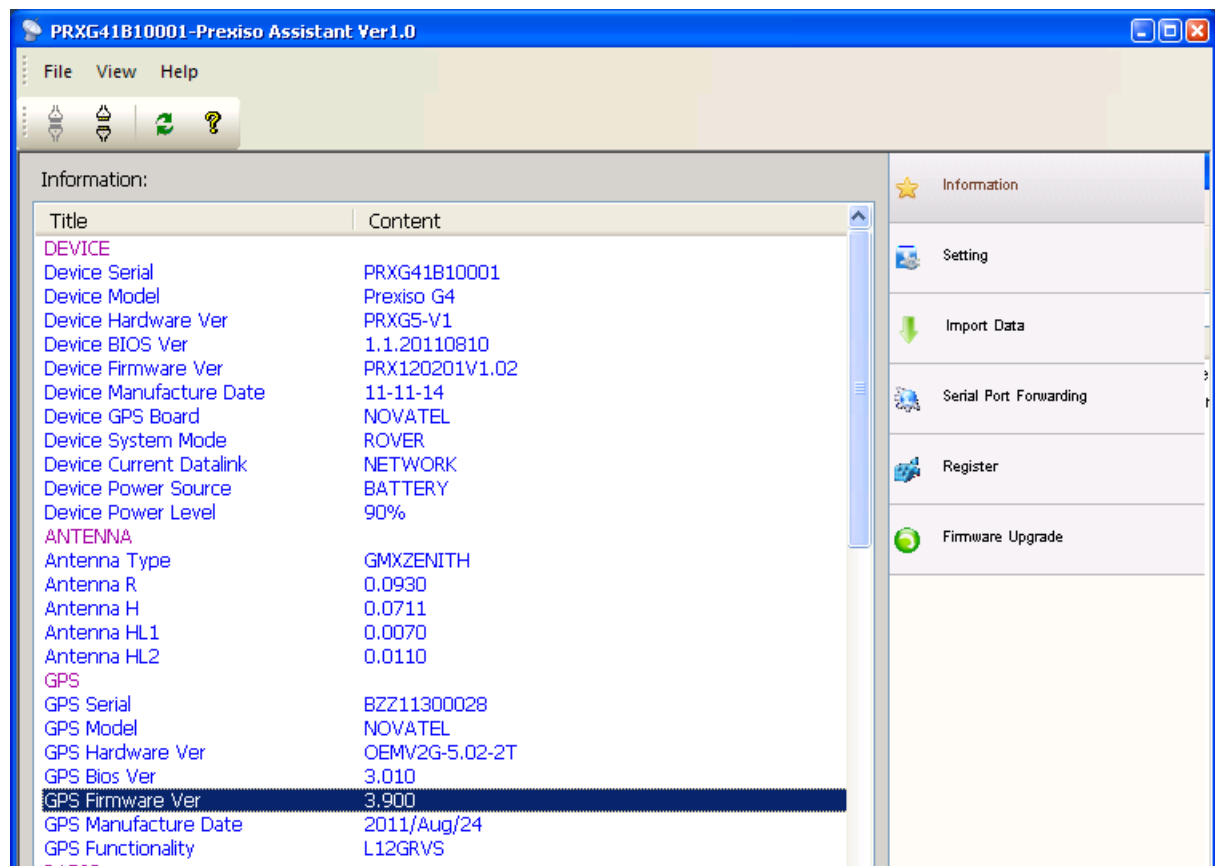 PRXG41B10001-Prexiso Assistant Ver1.0
File View Help
Information:
Title Content
DEVICE
Device Serial PRXG41B10001
Device Model Prexiso G4
Device Hardware Ver PRXG5-V1
Device BIOS Ver 1.1.20110810
Device Firmware Ver PRX120201V1.02
Device Manufacture Date 11-11-14
Device GPS Board NOVATEL
Device System Mode ROVER
Device Current Datalink NETWORK
Device Power Source BATTERY
Device Power Level 90%
ANTENNA
Antenna Type GMXZENITH
Antenna R 0.0930
Antenna H 0.0711
Antenna HL1 0.0070
Antenna HL2 0.0110
GPS
GPS Serial BZZ11300028
GPS Model NOVATEL
GPS Hardware Ver OEMV2G-5.02-2T
GPS Bios Ver 3.010
GPS Firmware Ver 3.900
GPS Manufacture Date 2011/Aug/24
GPS Functionality L12GRVS
Information
Setting
Import Data
Serial Port Forwarding
Register
Firmware Upgrade